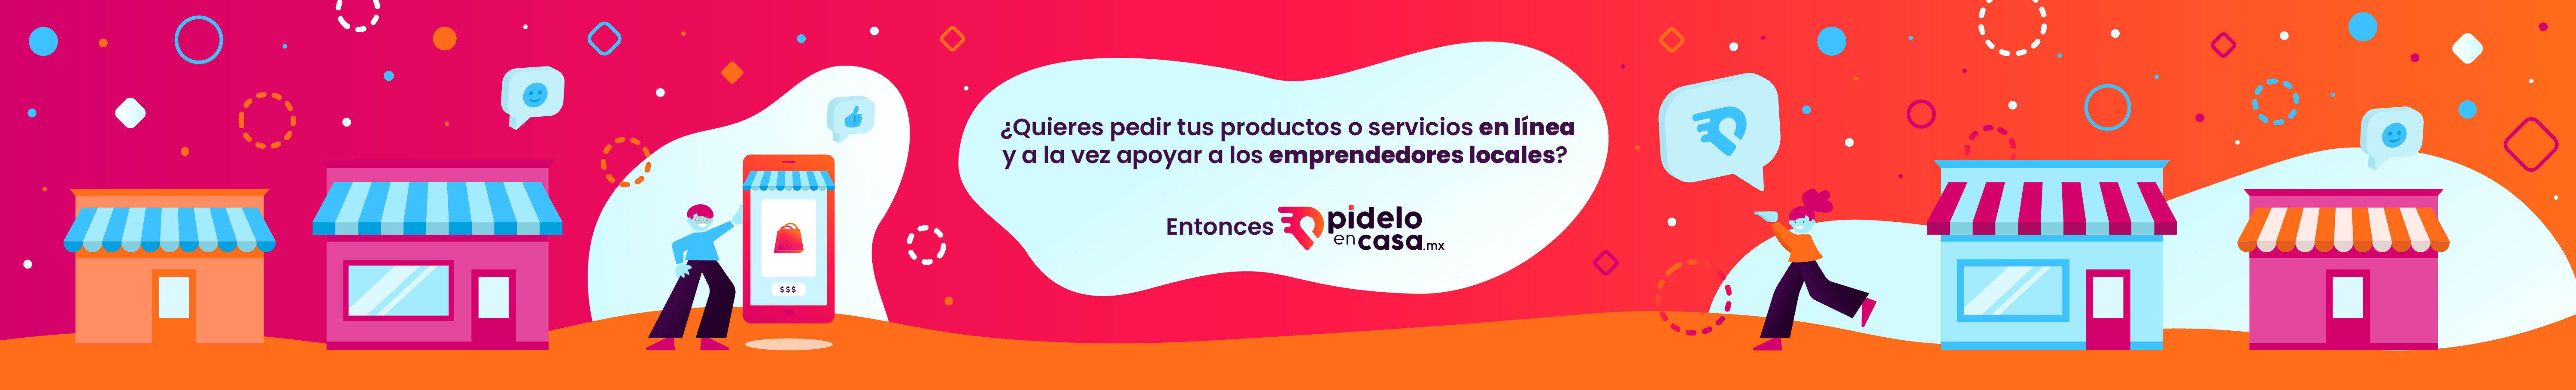 ¿Quieres pedir tus productos o servicios en línea
y a la vez apoyar a los emprendedores locales?
Entonces pidelo
en casa.mx
$$$